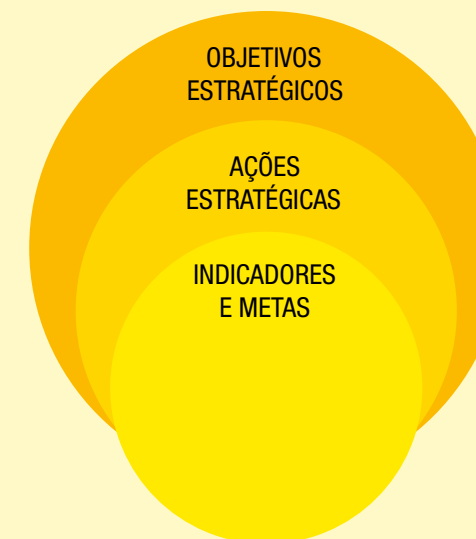 OBJETIVOS
ESTRATÉGICOS
AÇÕES
ESTRATÉGICAS
INDICADORES
E METAS